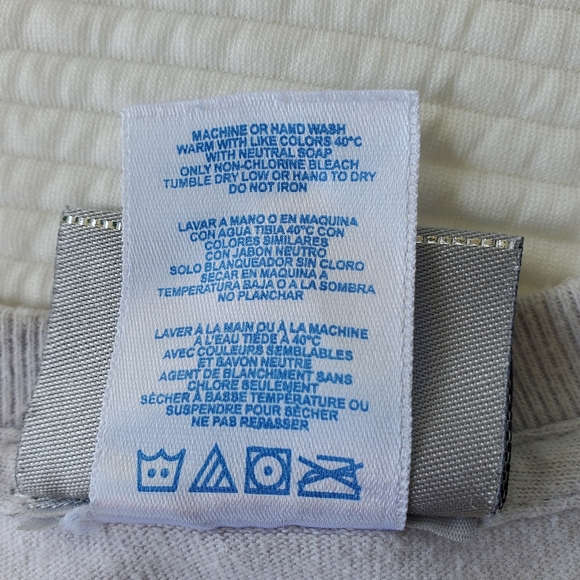 MACHINE OR HAND WASH
WARM WITH LIKE COLORS 40°C
WITH NEUTRAL SOAP
ONLY NON-CHLORINE BLEACH
TUMBLE DRY LOW OR HANG TO DRY
DO NOT IRON
LAVAR A MANO O EN MAQUINA
CON AGUA TIBIA 40°C CON
COLORES SIMILARES
CON JABON NEUTRO
SOLO BLANQUEADOR SIN CLORO
SECAR EN MAQUINA A
TEMPERATURA BAJA O A LA SOMBRA
NO PLANCHAR
LAVER À LA MAIN OU À LA MACHINE
A L'EAU TIÈDE À 40°C
AVEC COULEURS SEMBLABLES
ET SAVON NEUTRE
AGENT DE BLANCHIMENT SANS
CHLORE SEULEMENT
SÉCHER À BASSE TEMPÉRATURE OU
SUSPENDRE POUR SÉCHER
NE PAS REPASSER